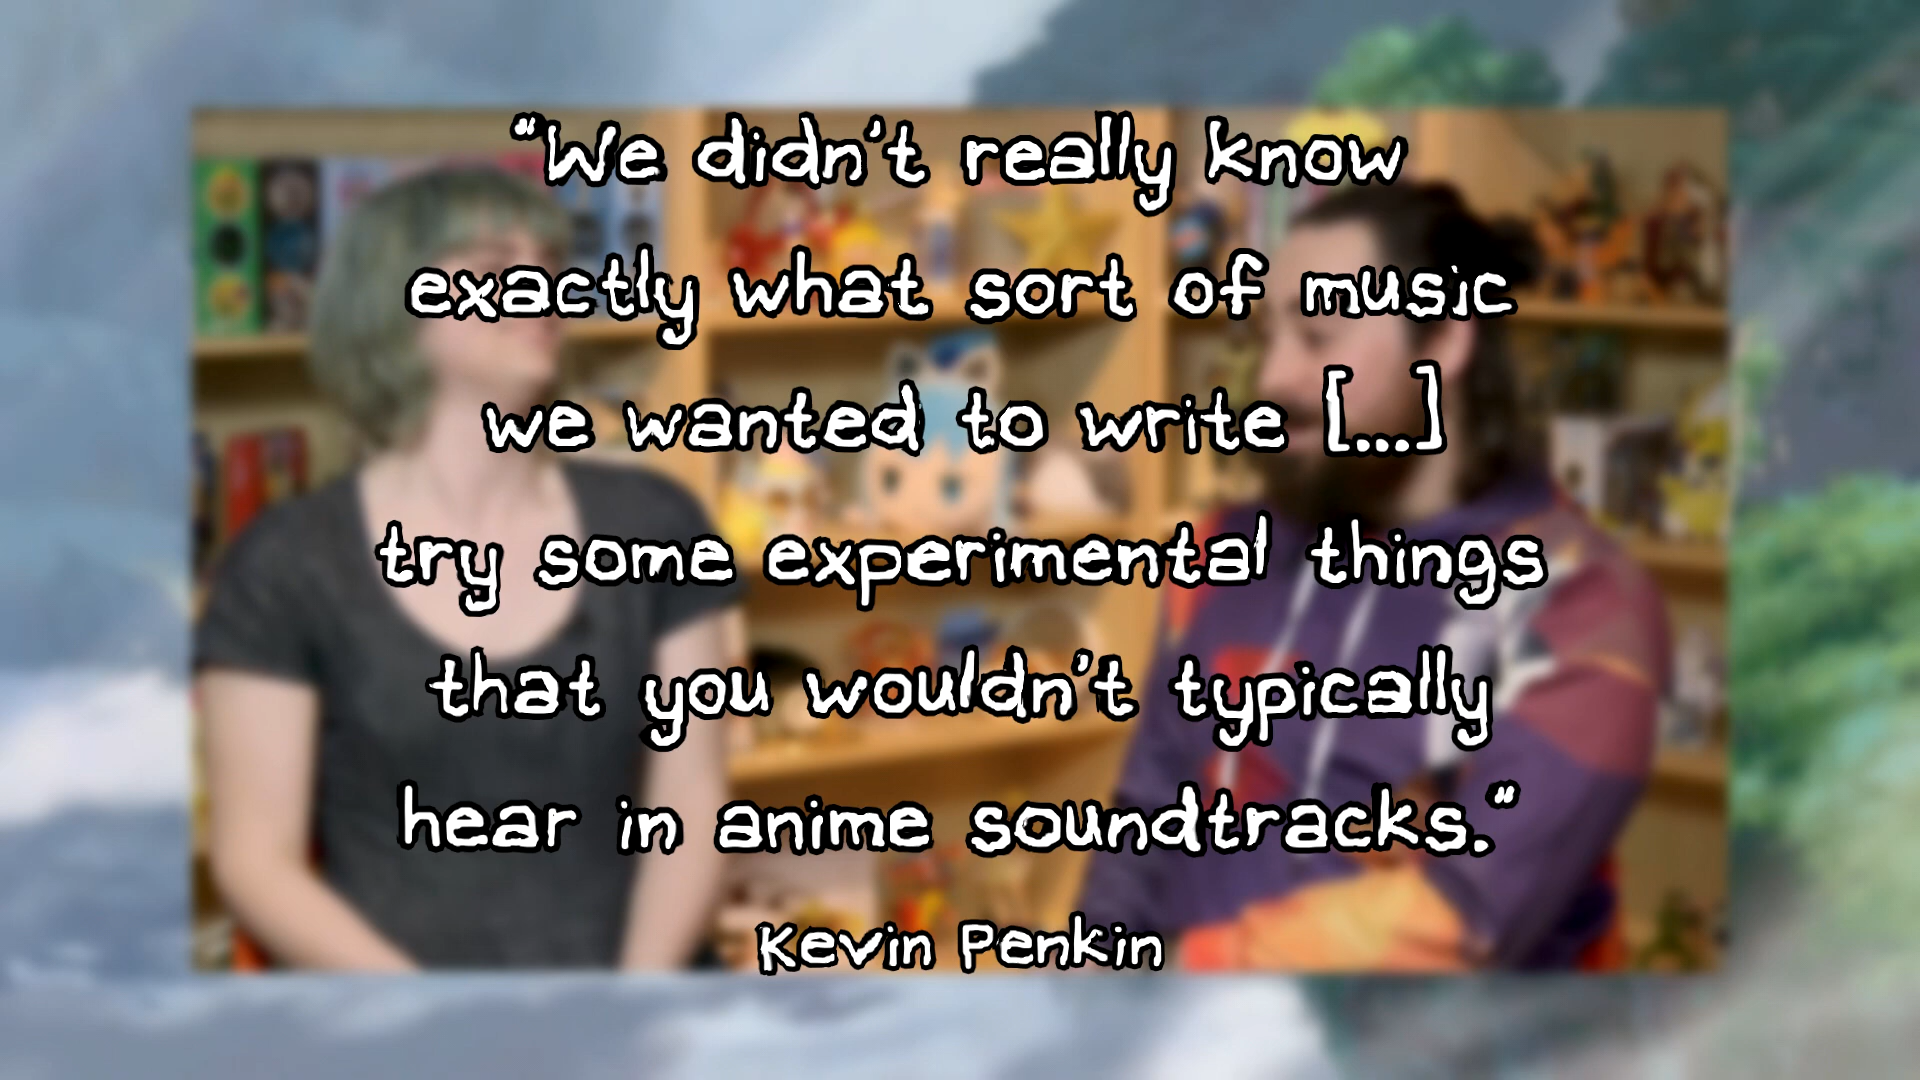 “We didn't really know
exactly what sort of music
we wanted to write [...]
try some experimental things
that you wouldn't typically
hear in anime soundtracks.“
Kevin Penkin